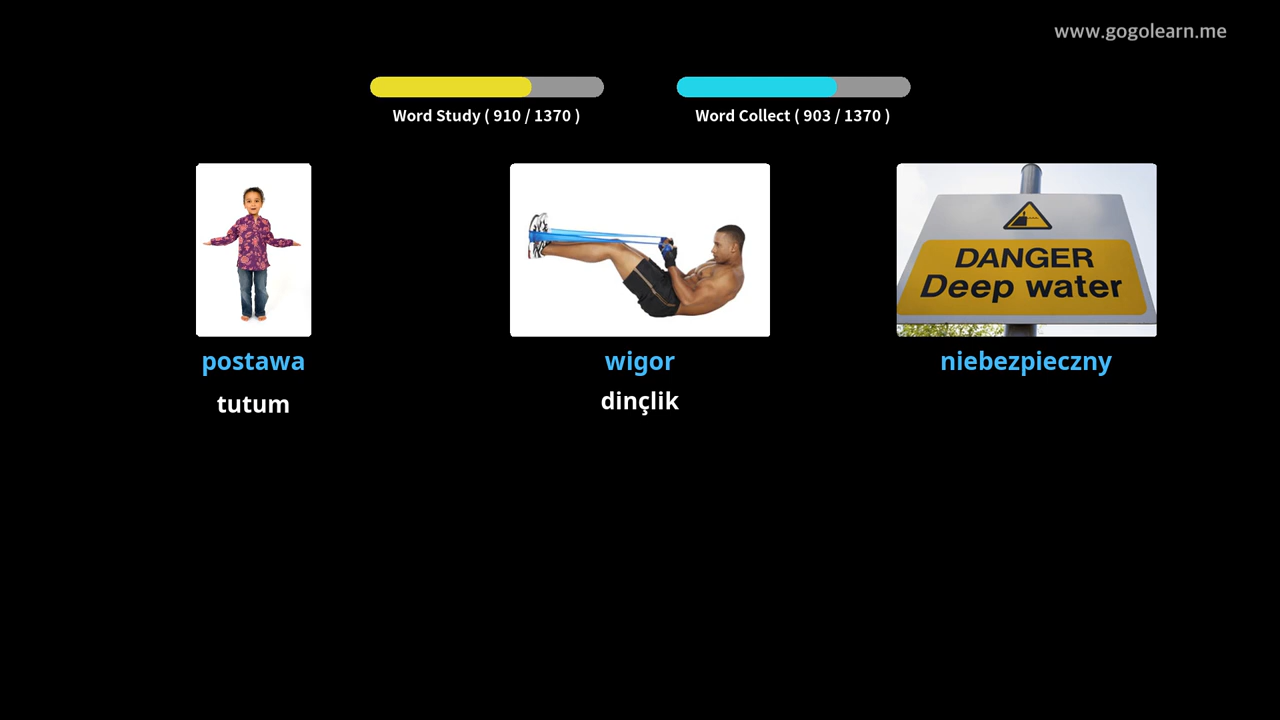 www.gogolearn.me
Word Study ( 910 / 1370 )
Word Collect ( 903 / 1370 )
DANGER
Deep water
postawa
wigor
niebezpieczny
tutum
dinçlik